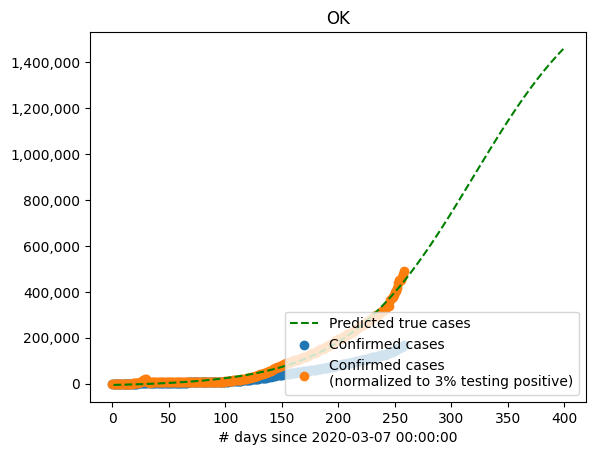 OK
1,400,000
1,200,000
1,000,000
800,000
600,000
400,000
200,000
0
Predicted true cases
Confirmed cases
Confirmed cases
(normalized to 3% testing positive)
0 50 100 150 200 250 300 350 400
# days since 2020-03-07 00:00:00